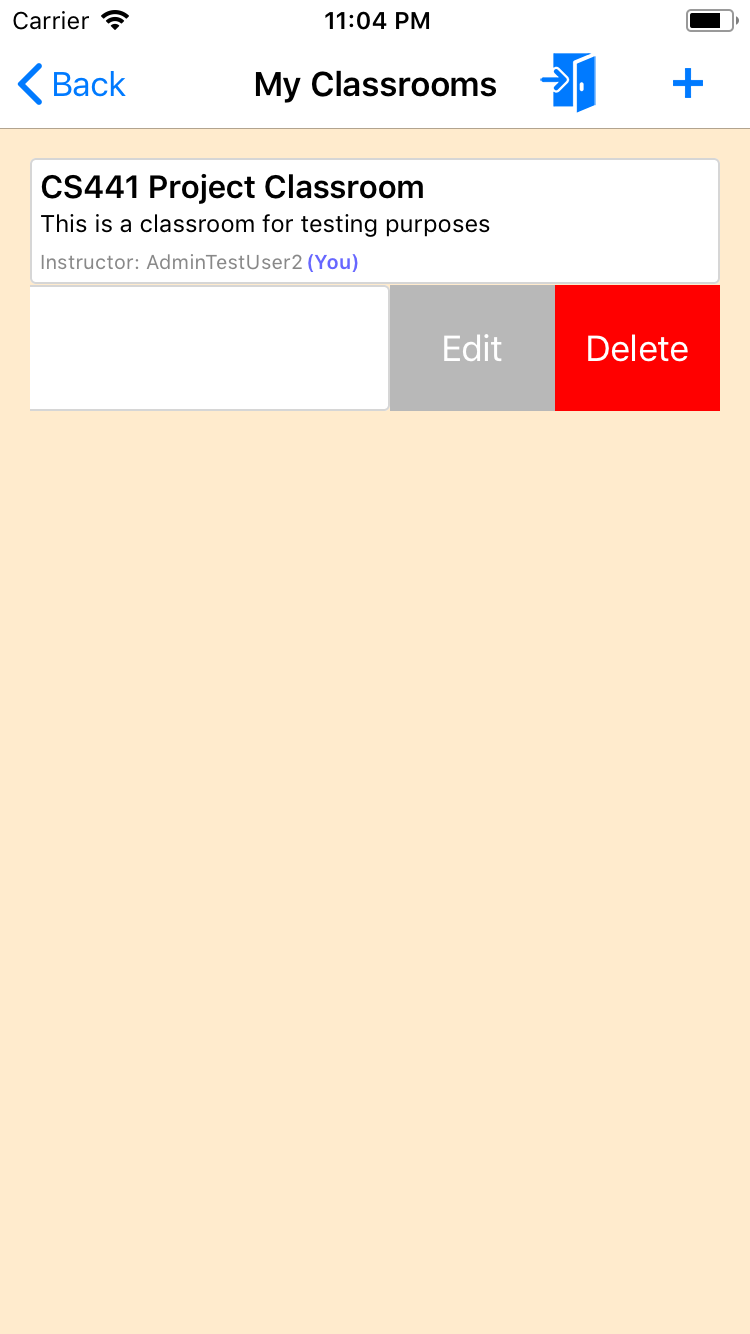 Carrier 11:04 PM
Back My Classrooms +
CS441 Project Classroom
This is a classroom for testing purposes
Instructor: AdminTestUser2 (You)
Edit Delete